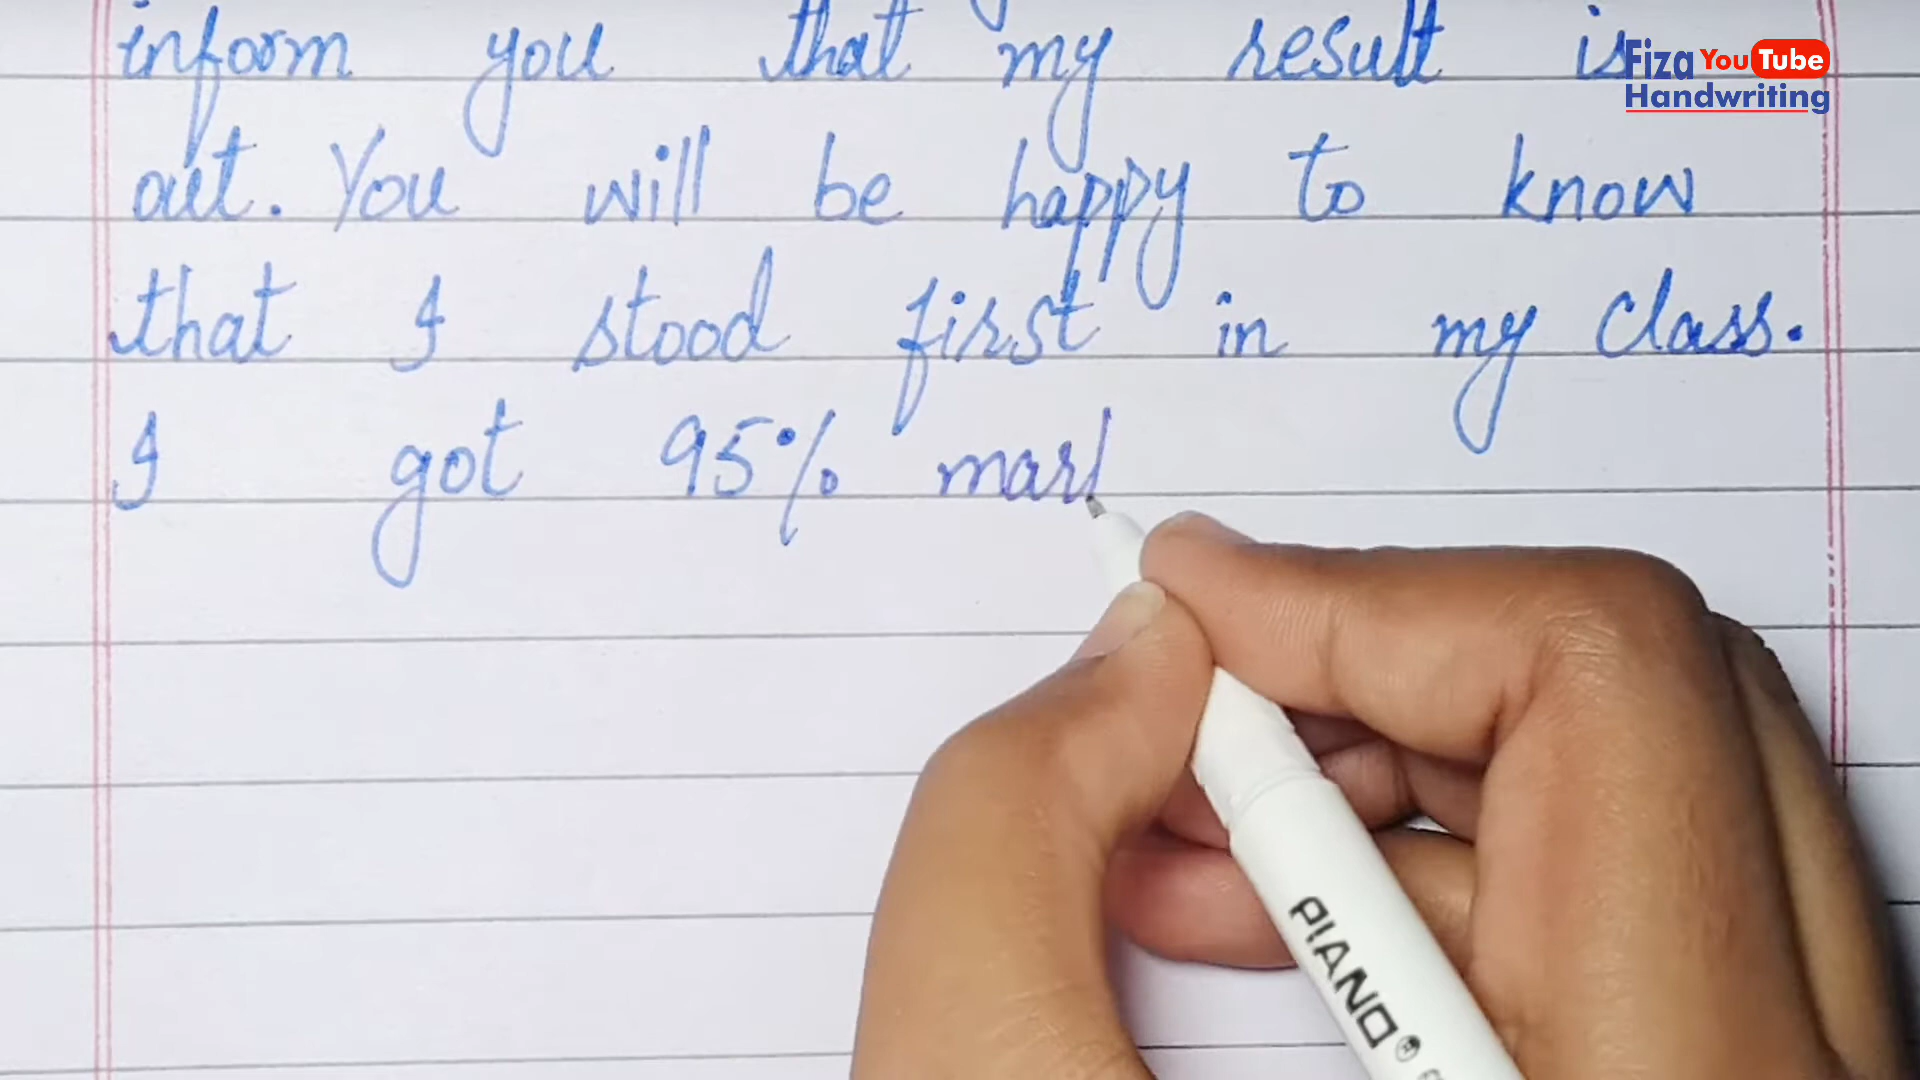 inform you that my result is
out. You will be happy to know
that I stood first in my class.
I got 95% marl
Fiza YouTube
Handwriting
PIANO